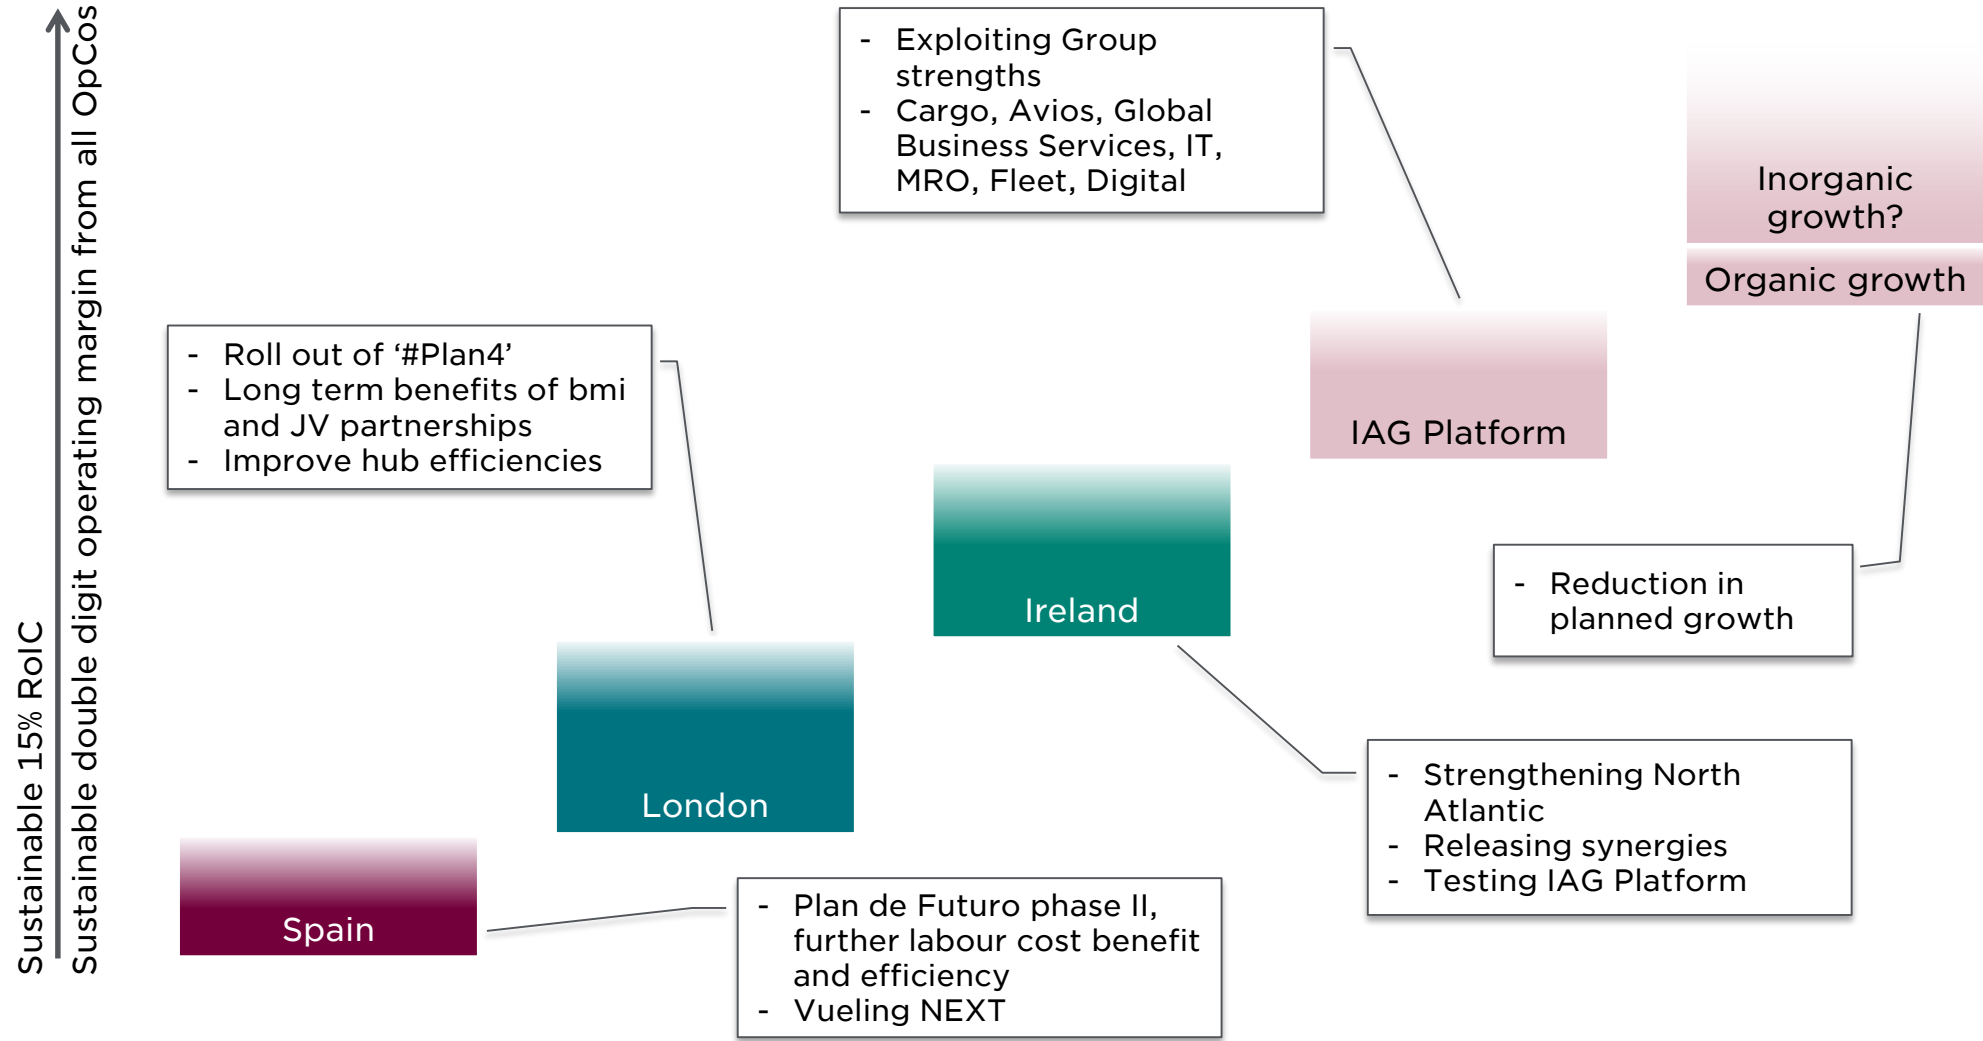 Sustainable 15% RoIC
Sustainable double digit operating margin from all OpCos
- Exploiting Group
strengths
- Cargo, Avios, Global
Business Services, IT,
MRO, Fleet, Digital
Inorganic
growth?
Organic growth
- Roll out of ‘#Plan4’
- Long term benefits of bmi
and JV partnerships
- Improve hub efficiencies
IAG Platform
Ireland
- Reduction in
planned growth
London
- Strengthening North
Atlantic
- Releasing synergies
- Testing IAG Platform
Spain
- Plan de Futuro phase II,
further labour cost benefit
and efficiency
- Vueling NEXT